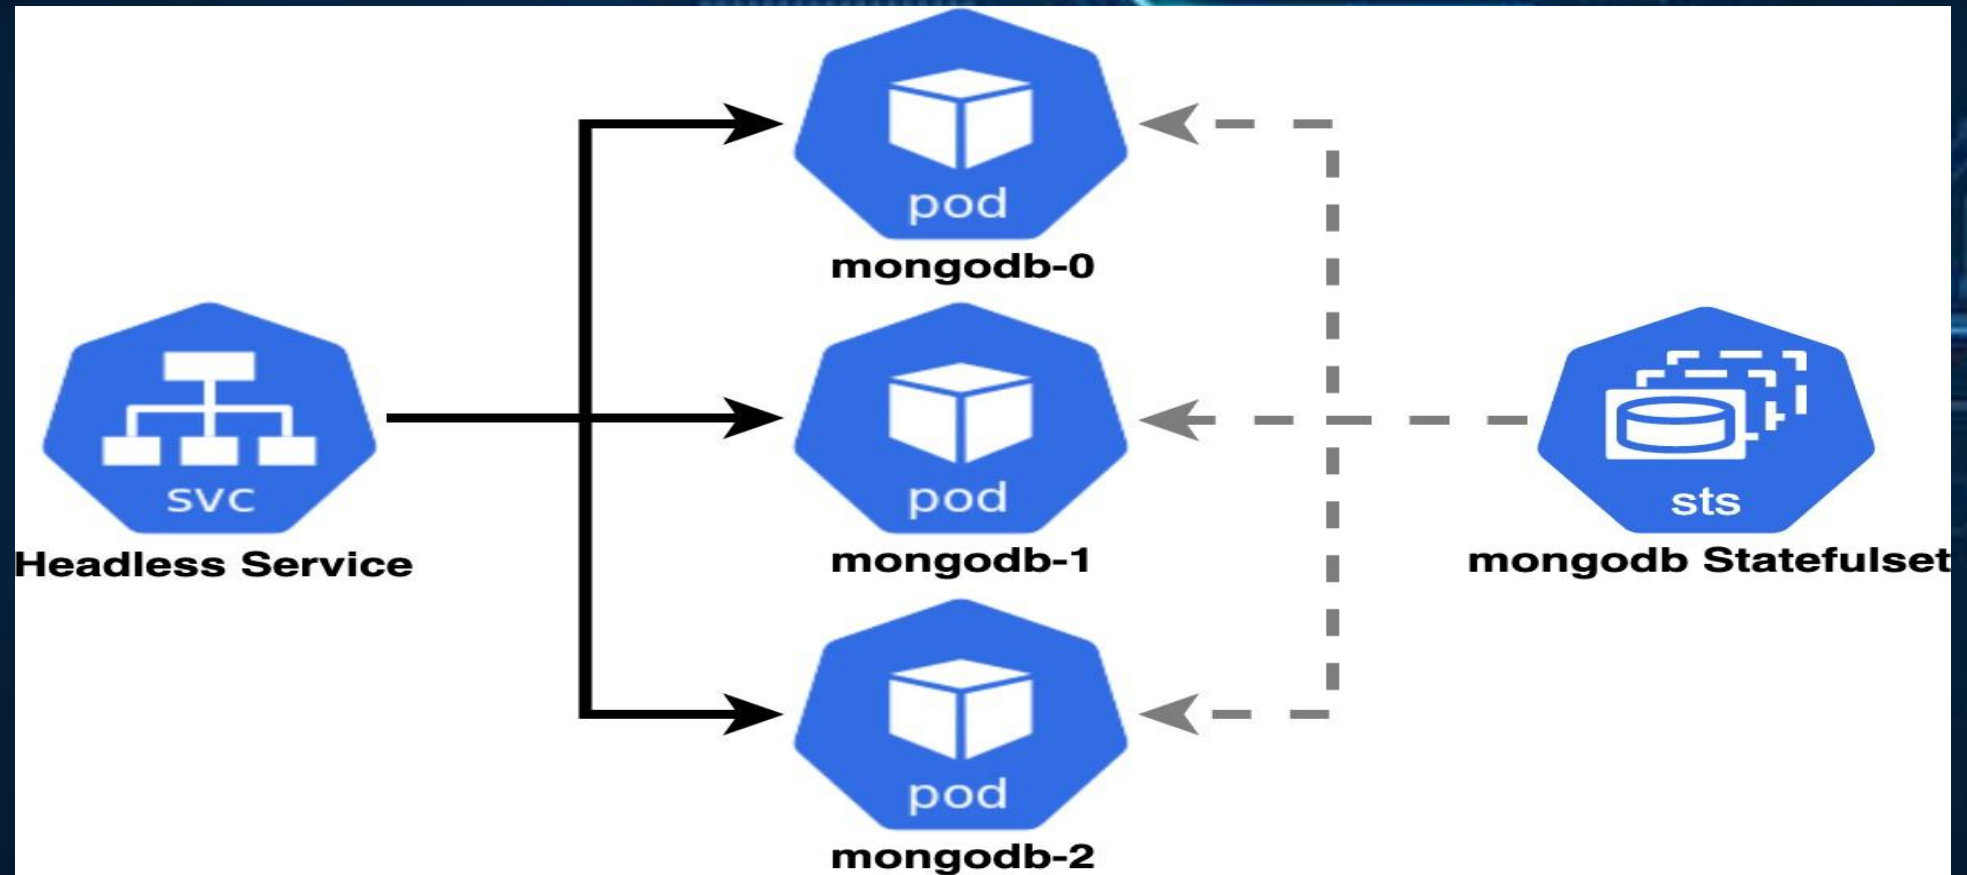 pod
mongodb-0
svc
Headless Service
pod
mongodb-1
sts
mongodb Statefulset
pod
mongodb-2